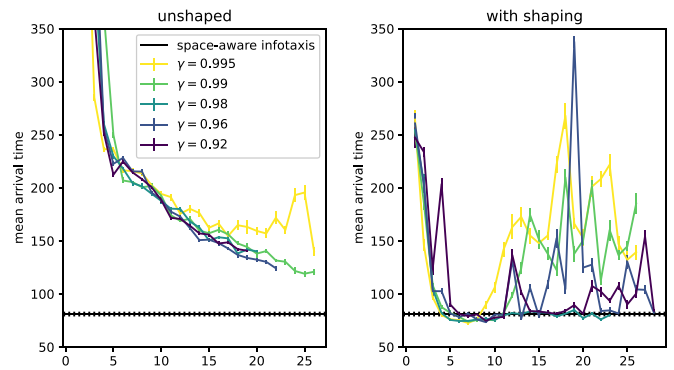 unshaped
with shaping
mean arrival time
350
300
250
200
150
100
50
0
5
10
15
20
25
space-aware infotaxis
γ = 0.995
γ = 0.99
γ = 0.98
γ = 0.96
γ = 0.92
mean arrival time
350
300
250
200
150
100
50
0
5
10
15
20
25